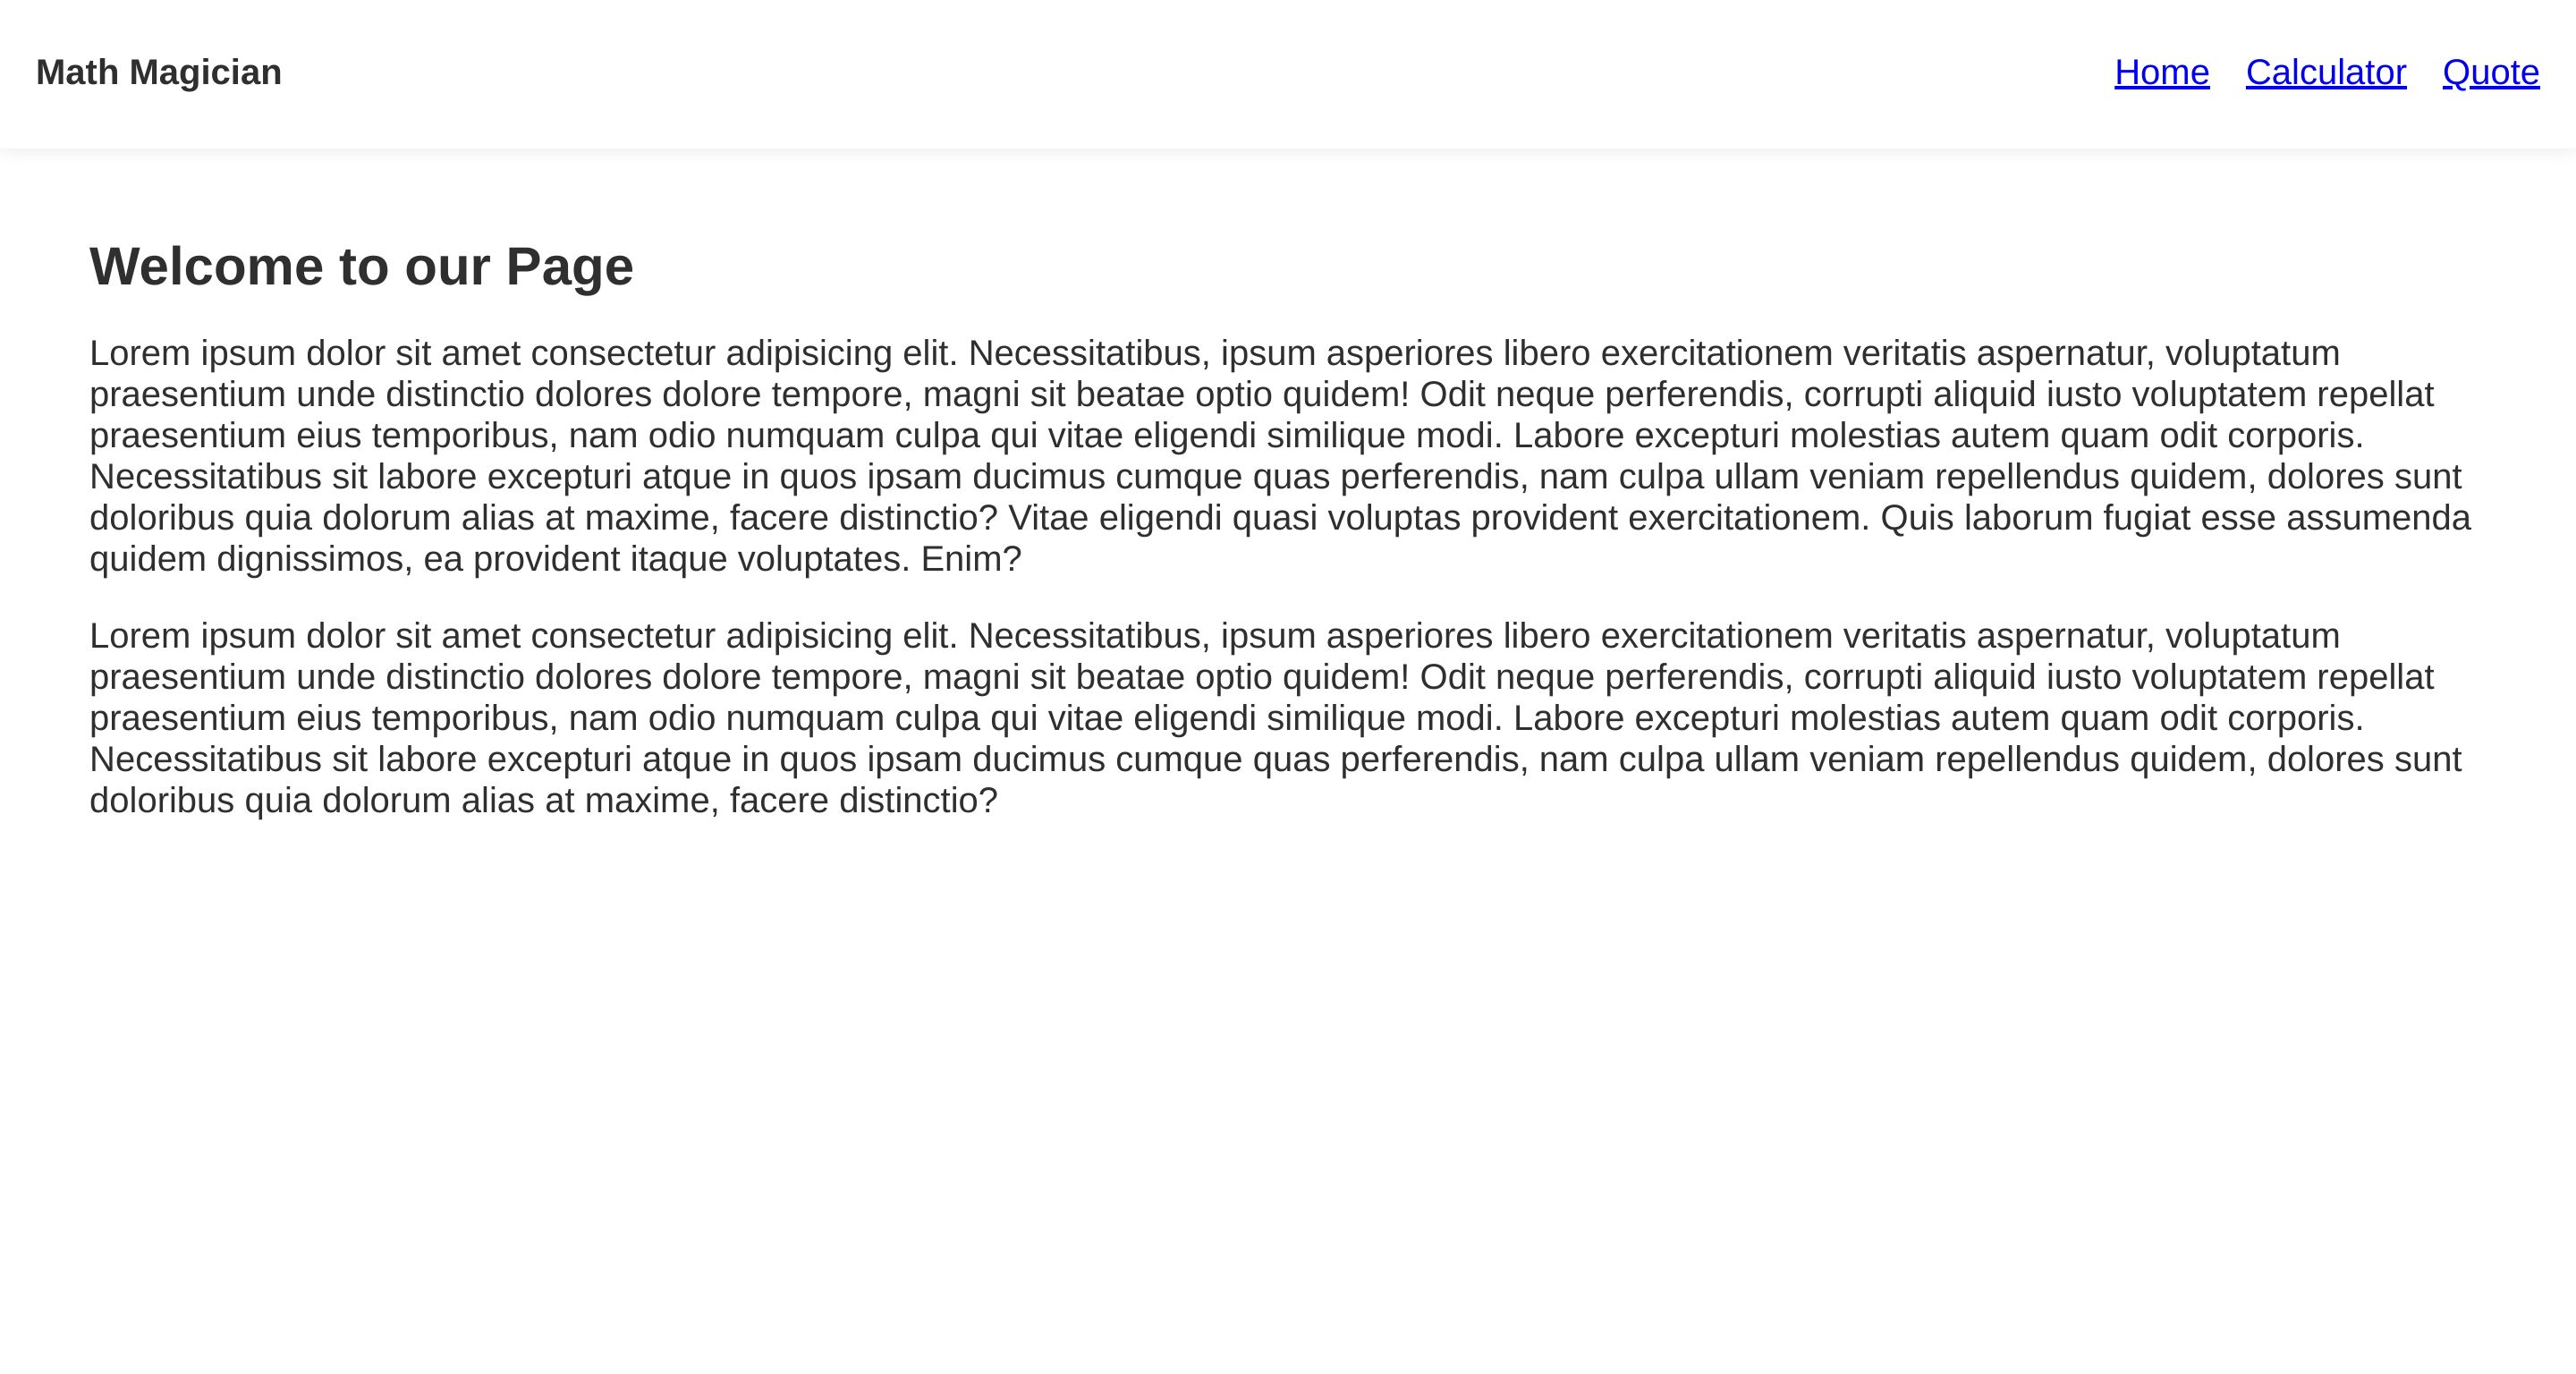 Math Magician
Home Calculator Quote
Welcome to our Page
Lorem ipsum dolor sit amet consectetur adipisicing elit. Necessitatibus, ipsum asperiores libero exercitationem veritatis aspernatur, voluptatum
praesentium unde distinctio dolores dolore tempore, magni sit beatae optio quidem! Odit neque perferendis, corrupti aliquid iusto voluptatem repellat
praesentium eius temporibus, nam odio numquam culpa qui vitae eligendi similique modi. Labore excepturi molestias autem quam odit corporis.
Necessitatibus sit labore excepturi atque in quos ipsam ducimus cumque quas perferendis, nam culpa ullam veniam repellendus quidem, dolores sunt
doloribus quia dolorum alias at maxime, facere distinctio? Vitae eligendi quasi voluptas provident exercitationem. Quis laborum fugiat esse assumenda
quidem dignissimos, ea provident itaque voluptates. Enim?
Lorem ipsum dolor sit amet consectetur adipisicing elit. Necessitatibus, ipsum asperiores libero exercitationem veritatis aspernatur, voluptatum
praesentium unde distinctio dolores dolore tempore, magni sit beatae optio quidem! Odit neque perferendis, corrupti aliquid iusto voluptatem repellat
praesentium eius temporibus, nam odio numquam culpa qui vitae eligendi similique modi. Labore excepturi molestias autem quam odit corporis.
Necessitatibus sit labore excepturi atque in quos ipsam ducimus cumque quas perferendis, nam culpa ullam veniam repellendus quidem, dolores sunt
doloribus quia dolorum alias at maxime, facere distinctio?